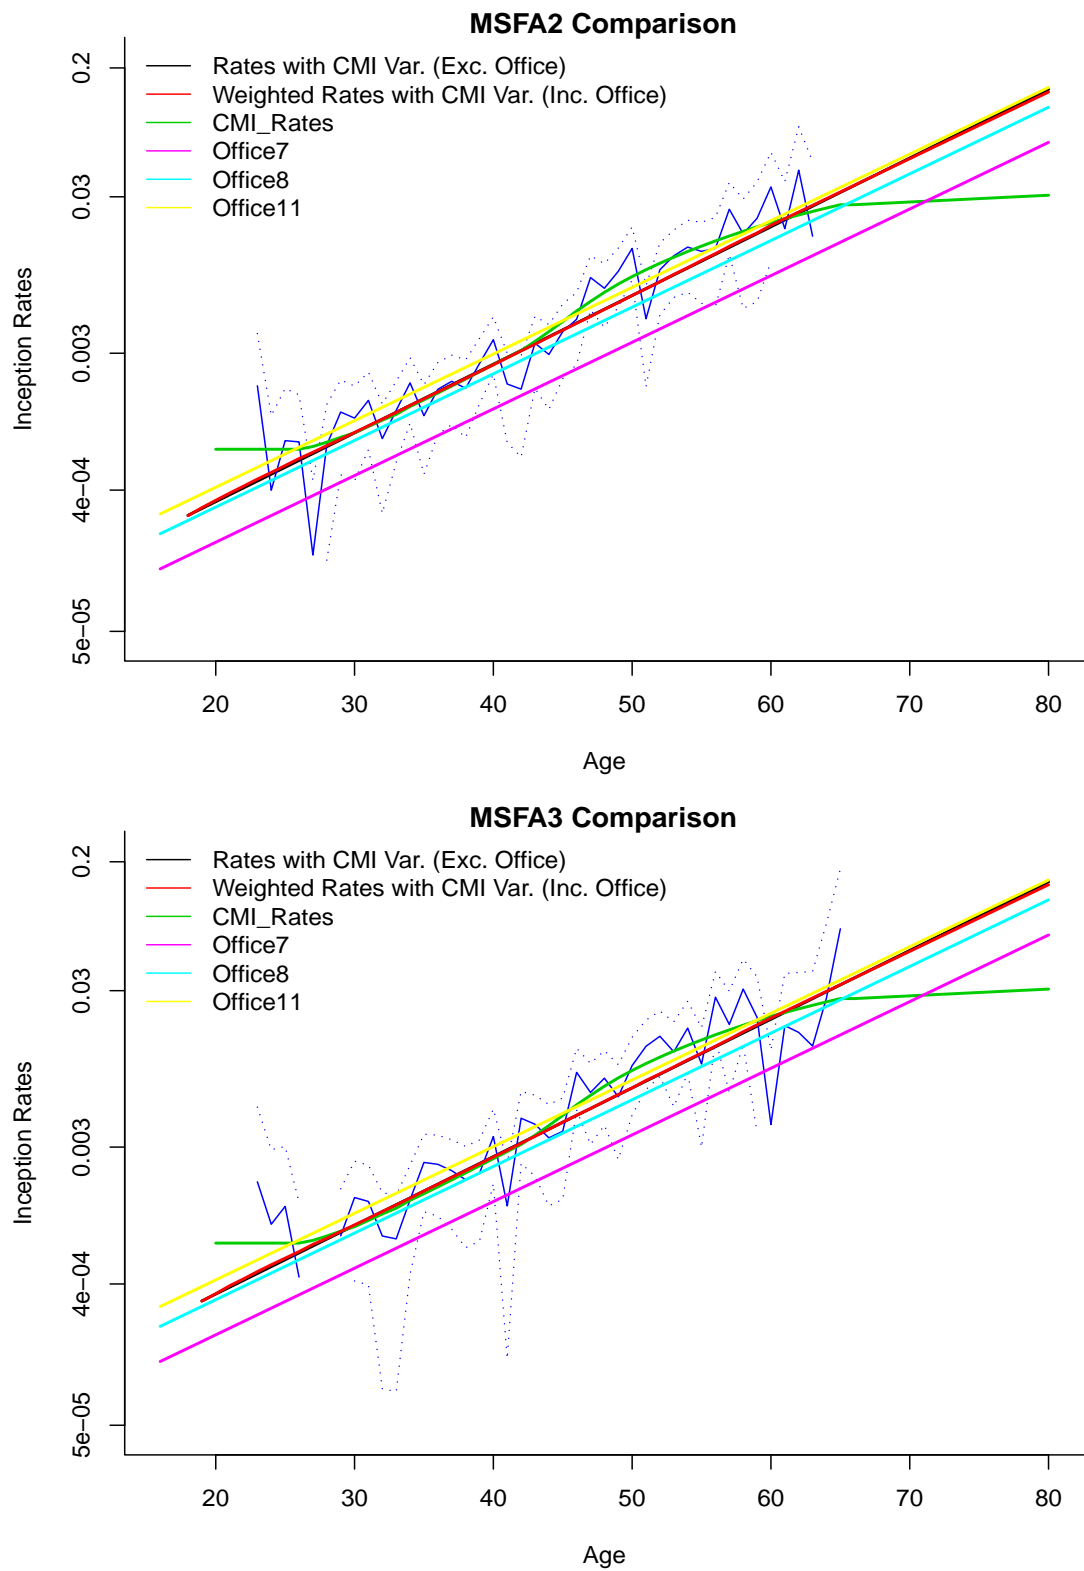 MSFA2 Comparison
Rates with CMI Var. (Exc. Office)
Weighted Rates with CMI Var. (Inc. Office)
CMI_Rates
Office7
Office8
Office11
0.2
0.03
0.003
4e−04
5e−05
Inception Rates
20 30 40 50 60 70 80
Age
MSFA3 Comparison
Rates with CMI Var. (Exc. Office)
Weighted Rates with CMI Var. (Inc. Office)
CMI_Rates
Office7
Office8
Office11
0.2
0.03
0.003
4e−04
5e−05
Inception Rates
20 30 40 50 60 70 80
Age